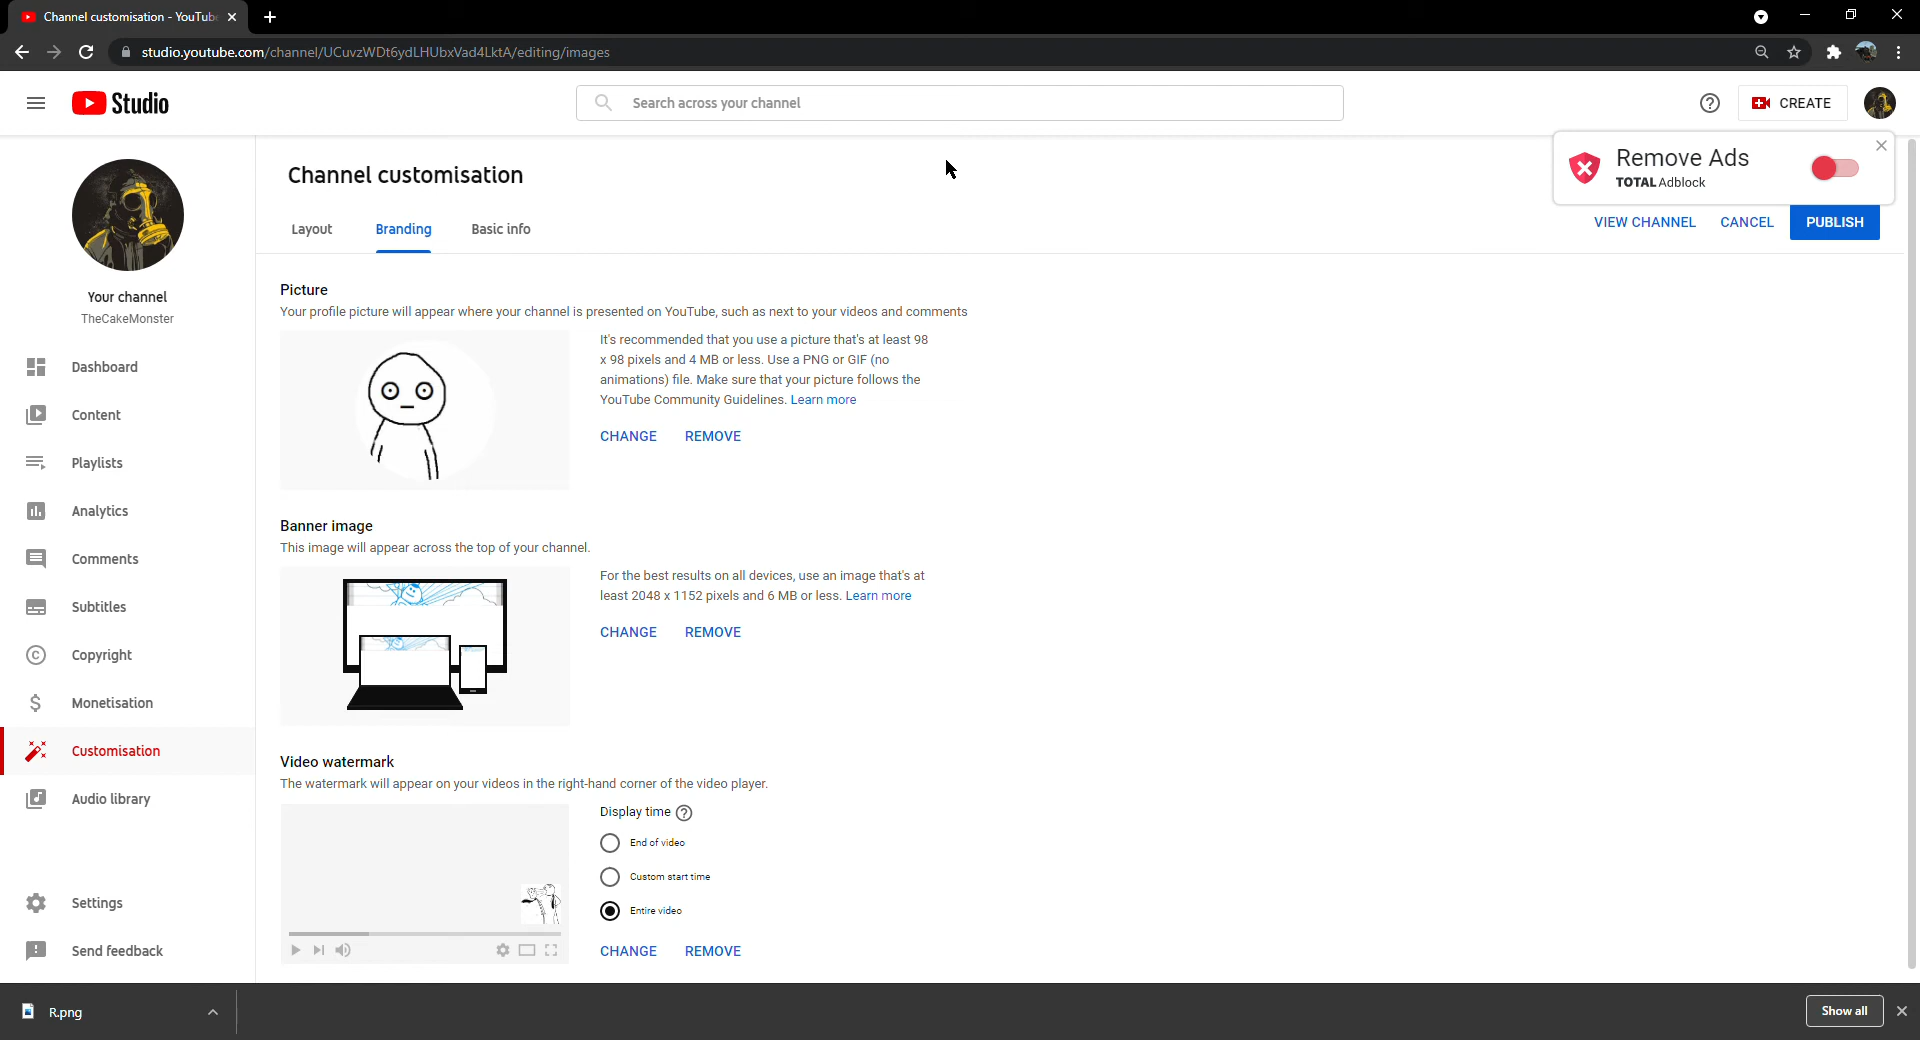 Channel customisation - YouTub
studio.youtube.com/channel/UCuvzWDt6ydLHUbxVad4LktA/editing/images
Studio
Search across your channel
CREATE
Remove Ads
TOTAL Adblock
Channel customisation
VIEW CHANNEL
CANCEL
PUBLISH
Layout
Branding
Basic info
Your channel
TheCakeMonster
Dashboard
Content
Playlists
Analytics
Comments
Subtitles
Copyright
Monetisation
Customisation
Audio library
Settings
Send feedback
Picture
Your profile picture will appear where your channel is presented on YouTube, such as next to your videos and comments
It's recommended that you use a picture that's at least 98
x 98 pixels and 4 MB or less. Use a PNG or GIF (no
animations) file. Make sure that your picture follows the
YouTube Community Guidelines. Learn more
CHANGE
REMOVE
Banner image
This image will appear across the top of your channel.
For the best results on all devices, use an image that's at
least 2048 x 1152 pixels and 6 MB or less. Learn more
CHANGE
REMOVE
Video watermark
The watermark will appear on your videos in the right-hand corner of the video player.
Display time
End of video
Custom start time
Entire video
CHANGE
REMOVE
R.png
Show all